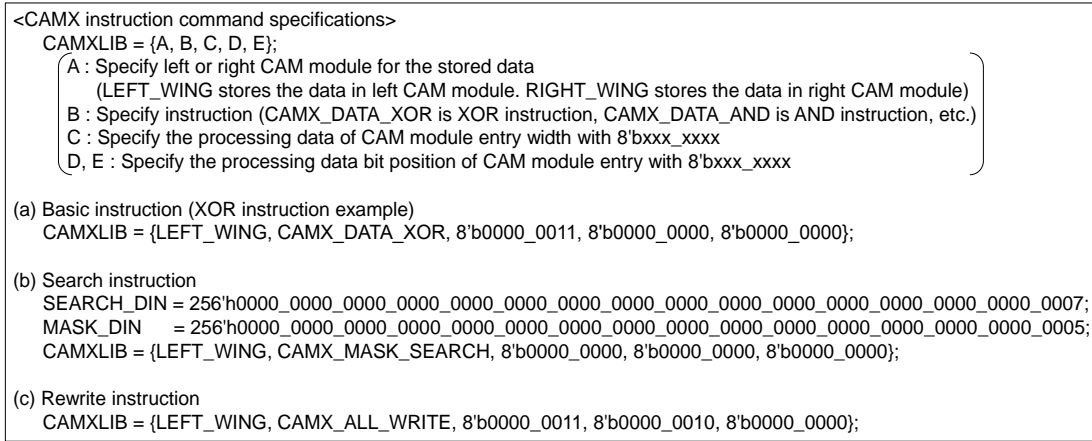 <CAMX instruction command specifications>
CAMXLIB = {A, B, C, D, E};
A : Specify left or right CAM module for the stored data
(LEFT_WING stores the data in left CAM module. RIGHT_WING stores the data in right CAM module)
B : Specify instruction (CAMX_DATA_XOR is XOR instruction, CAMX_DATA_AND is AND instruction, etc.)
C : Specify the processing data of CAM module entry width with 8'bxxx_xxxx
D, E : Specify the processing data bit position of CAM module entry with 8'bxxx_xxxx
(a) Basic instruction (XOR instruction example)
CAMXLIB = {LEFT_WING, CAMX_DATA_XOR, 8'b0000_0011, 8'b0000_0000, 8'b0000_0000};
(b) Search instruction
SEARCH_DIN = 256'h0000_0000_0000_0000_0000_0000_0000_0000_0000_0000_0000_0000_0000_0000_0000_0007;
MASK_DIN = 256'h0000_0000_0000_0000_0000_0000_0000_0000_0000_0000_0000_0000_0000_0000_0000_0005;
CAMXLIB = {LEFT_WING, CAMX_MASK_SEARCH, 8'b0000_0000, 8'b0000_0000, 8'b0000_0000};
(c) Rewrite instruction
CAMXLIB = {LEFT_WING, CAMX_ALL_WRITE, 8'b0000_0011, 8'b0000_0010, 8'b0000_0000};